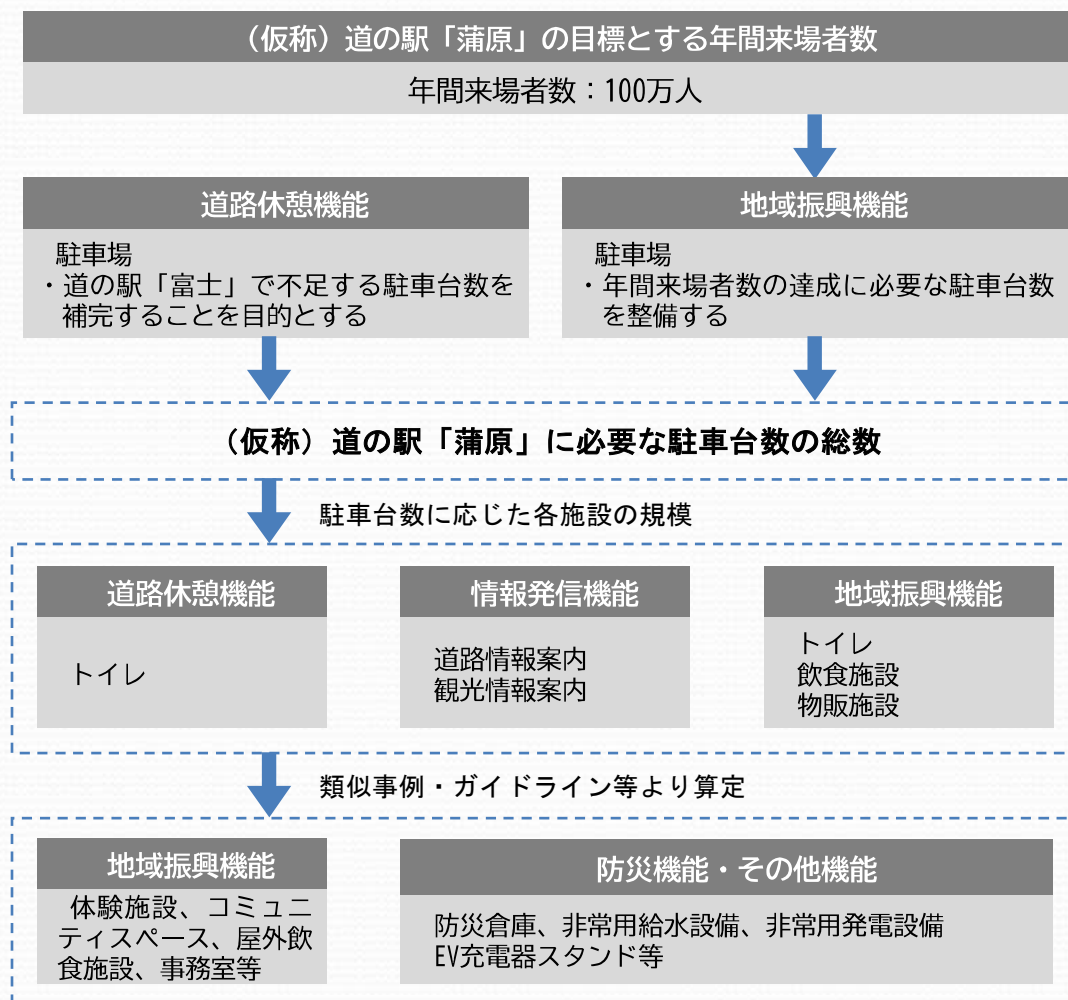 （仮称）道の駅「蒲原」の目標とする年間来場者数
年間来場者数：100万人
道路休憩機能
駐車場
・道の駅「富士」で不足する駐車台数を
補完することを目的とする
地域振興機能
駐車場
・年間来場者数の達成に必要な駐車台数
を整備する
（仮称）道の駅「蒲原」に必要な駐車台数の総数
駐車台数に応じた各施設の規模
道路休憩機能
トイレ
情報発信機能
道路情報案内
観光情報案内
地域振興機能
トイレ
飲食施設
物販施設
類似事例・ガイドライン等より算定
地域振興機能
体験施設、コミュニ
ティスペース、屋外飲
食施設、事務室等
防災機能・その他機能
防災倉庫、非常用給水設備、非常用発電設備
EV充電器スタンド等